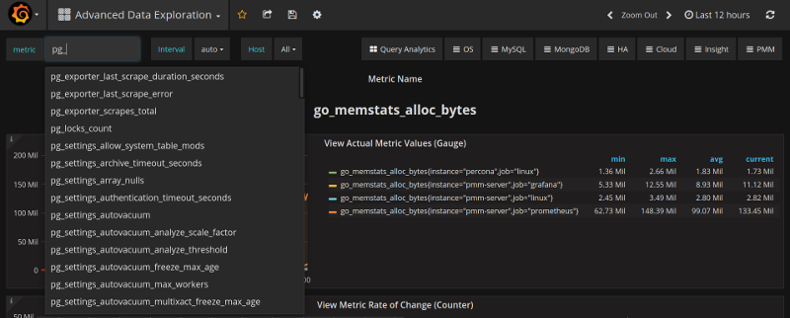 Advanced Data Exploration
Zoom Out
Last 12 hours
metric
pg_
Interval
auto
Host
All
Query Analytics
OS
MySQL
MongoDB
HA
Cloud
Insight
PMM
pg_exporter_last_scrape_duration_seconds
pg_exporter_last_scrape_error
pg_exporter_scrapes_total
pg_locks_count
pg_settings_allow_system_table_mods
pg_settings_archive_timeout_seconds
pg_settings_array_nulls
pg_settings_authentication_timeout_seconds
pg_settings_autovacuum
pg_settings_autovacuum_analyze_scale_factor
pg_settings_autovacuum_analyze_threshold
pg_settings_autovacuum_freeze_max_age
pg_settings_autovacuum_max_workers
pg_settings_autovacuum_multixact_freeze_max_age
Metric Name
go_memstats_alloc_bytes
200 Mil
150 Mil
100 Mil
50 Mil
0
00
View Actual Metric Values (Gauge)
min max avg current
go_memstats_alloc_bytes{instance="percona",job="linux"} 1.36 Mil 2.66 Mil 1.83 Mil 1.73 Mil
go_memstats_alloc_bytes{instance="pmm-server",job="grafana"} 5.33 Mil 12.55 Mil 8.93 Mil 11.12 Mil
go_memstats_alloc_bytes{instance="pmm-server",job="linux"} 2.45 Mil 3.49 Mil 2.80 Mil 2.82 Mil
go_memstats_alloc_bytes{instance="pmm-server",job="prometheus"} 62.73 Mil 148.39 Mil 99.07 Mil 133.45 Mil
View Metric Rate of Change (Counter)
50 Mil